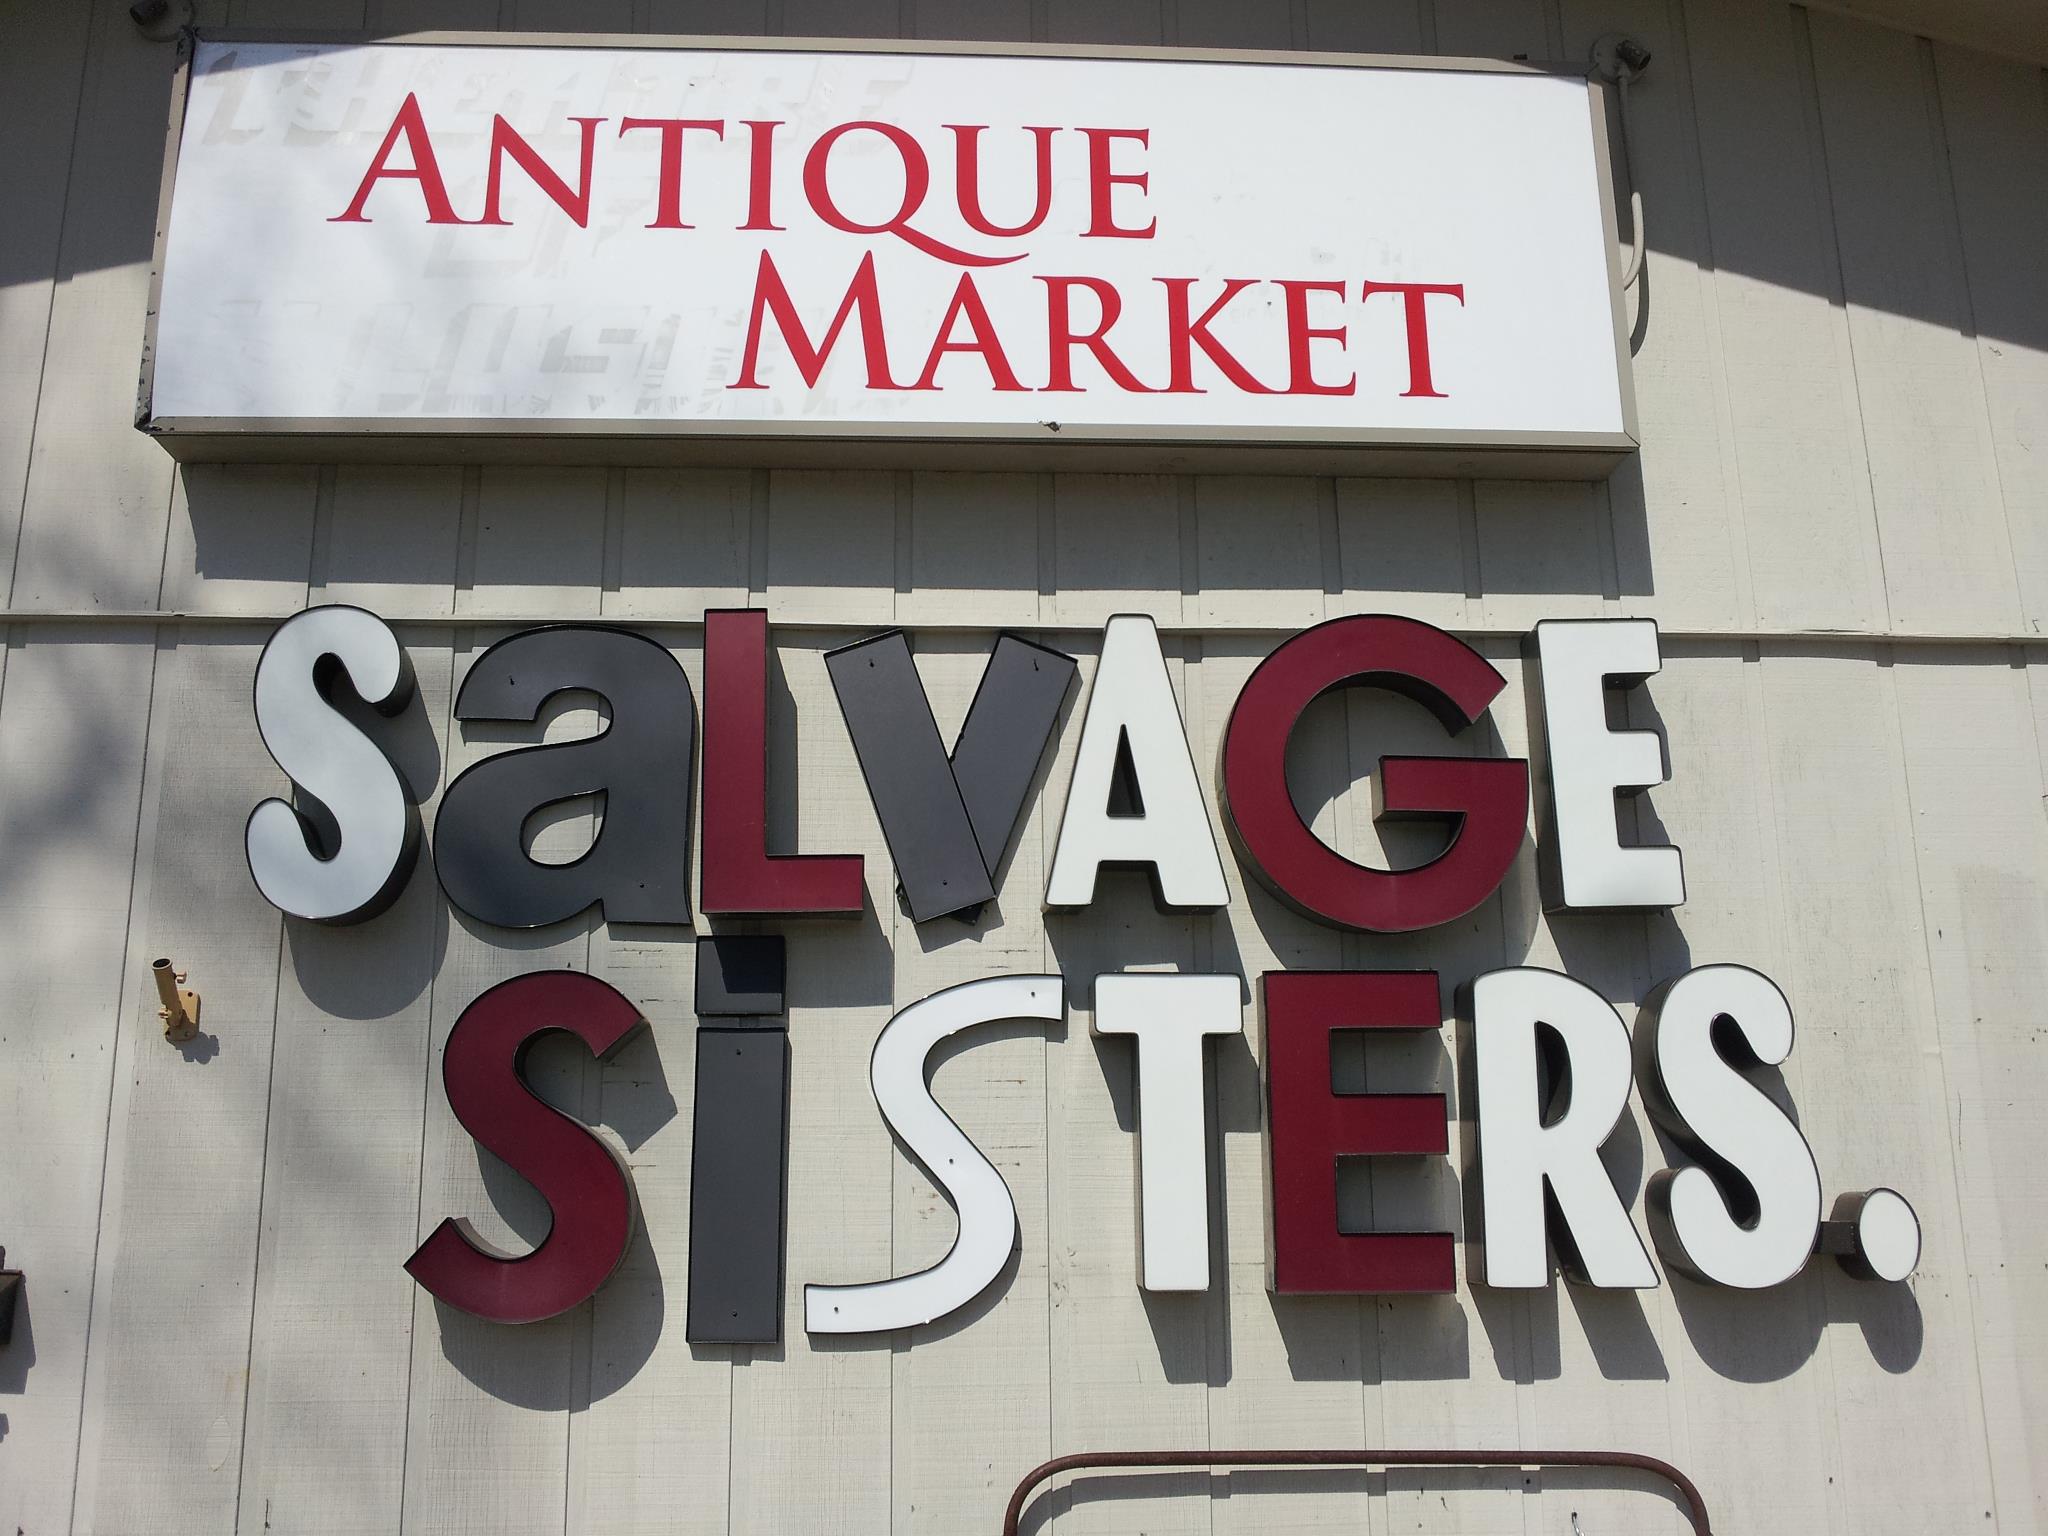 ANTIQUE
MARKET
SaLVAGE
SiSTERS.